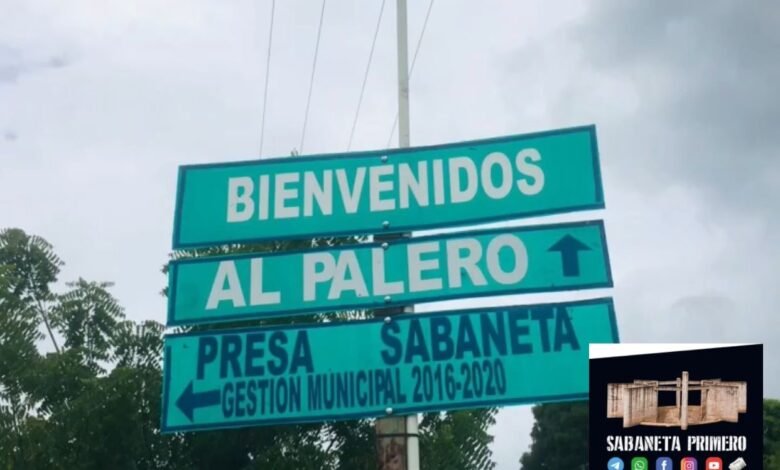 BIENVENIDOS
AL PALERO
PRESA SABANETA
GESTION MUNICIPAL 2016-2020
SABANETA PRIMERO